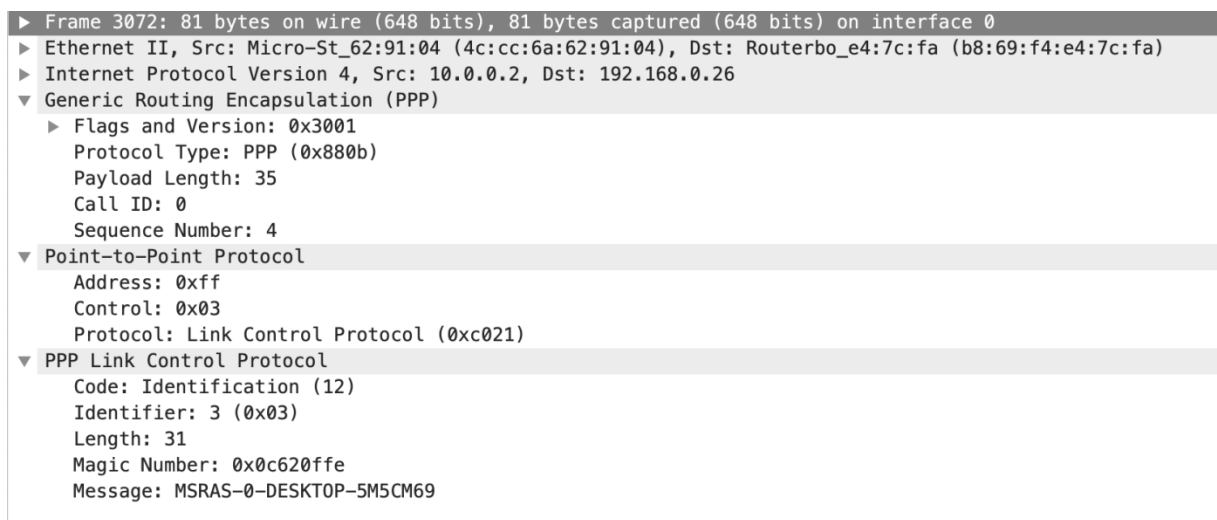 Frame 3072: 81 bytes on wire (648 bits), 81 bytes captured (648 bits) on interface 0
Ethernet II, Src: Micro-St_62:91:04 (4c:cc:6a:62:91:04), Dst: Routerbo_e4:7c:fa (b8:69:f4:e4:7c:fa)
Internet Protocol Version 4, Src: 10.0.0.2, Dst: 192.168.0.26
Generic Routing Encapsulation (PPP)
Flags and Version: 0x3001
Protocol Type: PPP (0x880b)
Payload Length: 35
Call ID: 0
Sequence Number: 4
Point-to-Point Protocol
Address: 0xff
Control: 0x03
Protocol: Link Control Protocol (0xc021)
PPP Link Control Protocol
Code: Identification (12)
Identifier: 3 (0x03)
Length: 31
Magic Number: 0x0c620ffe
Message: MSRAS-0-DESKTOP-5M5CM69